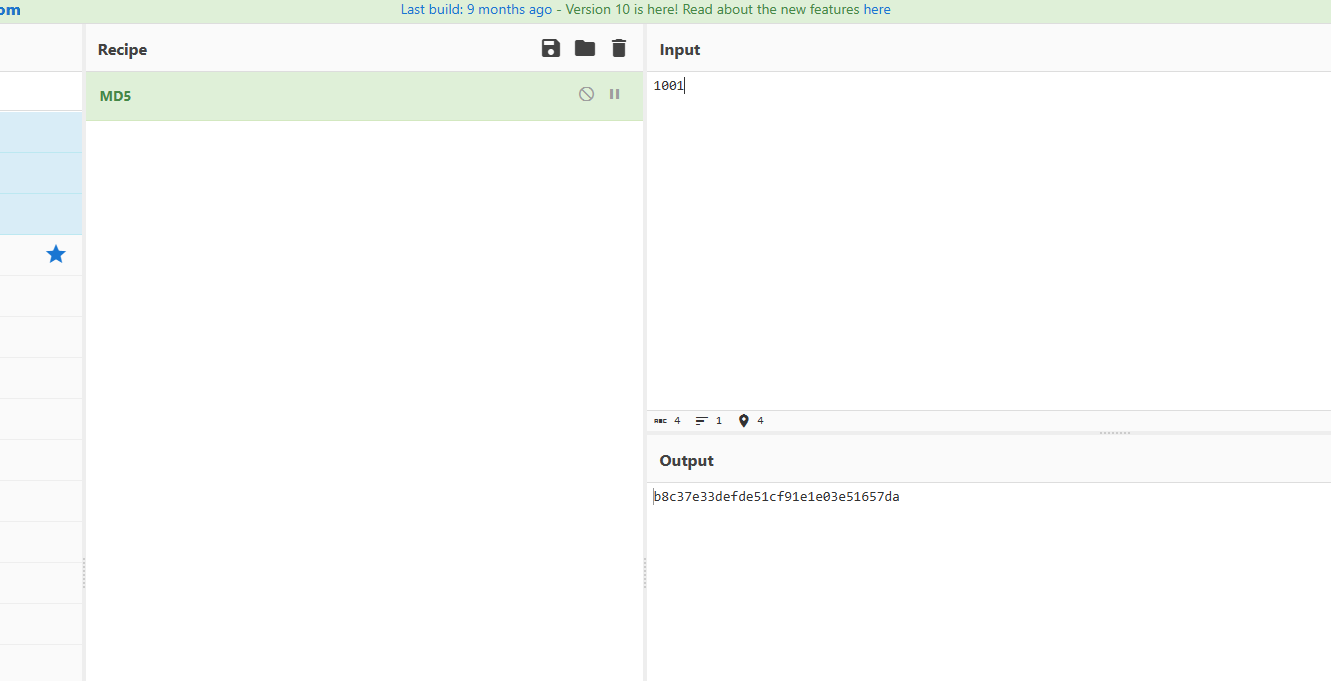 om
Last build: 9 months ago - Version 10 is here! Read about the new features here
Recipe
MD5
Input
1001
ABC 4 1 4
Output
b8c37e33defde51cf91e1e03e51657da